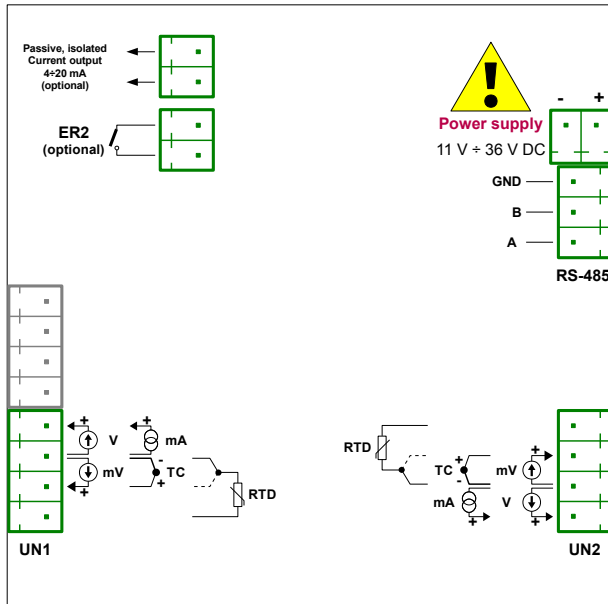 Passive, isolated
Current output
4÷20 mA
(optional)
ER2
(optional)
- +
Power supply
11 V ÷ 36 V DC
GND
B
A
RS-485
+ +
V mA
-
mV TC
+ +
RTD
UN1
RTD
+ +
TC mV
-
mA V
+ +
UN2